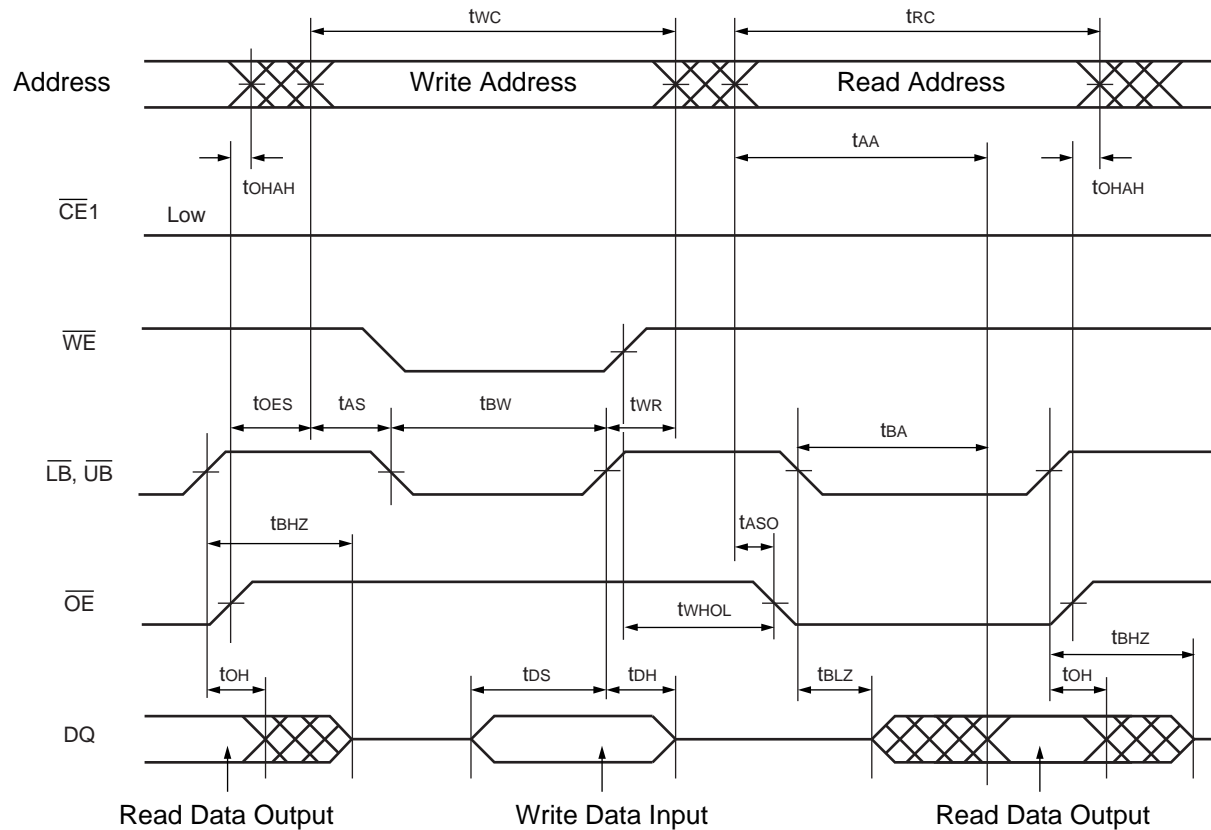 tWC
tRC
Address
Write Address
Read Address
tAA
tOHAH
tOHAH
CE1
Low
WE
tOES
tAS
tBW
tWR
tBA
LB, UB
tBHZ
tASO
OE
tWHOL
tBHZ
tOH
tDS
tDH
tBLZ
tOH
DQ
Read Data Output
Write Data Input
Read Data Output